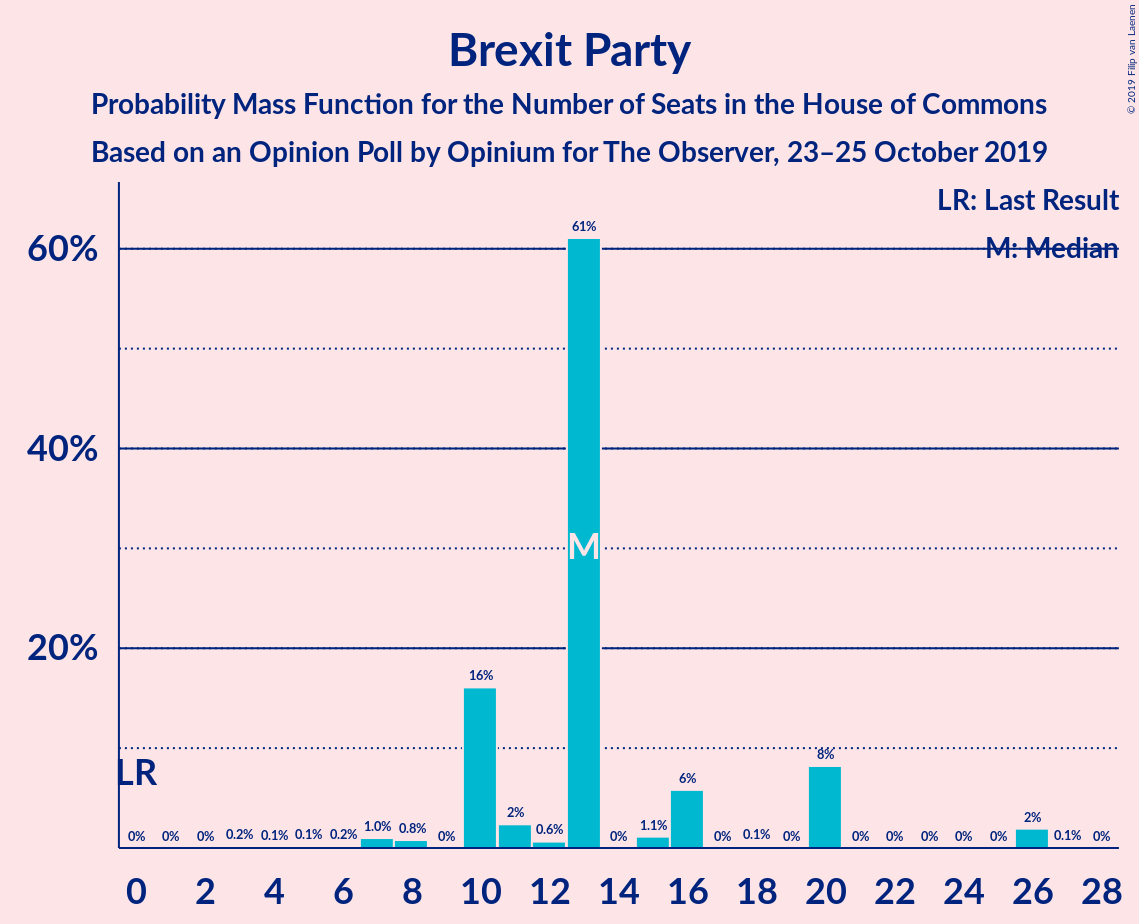 © 2019 Filip van Laenen
Brexit Party
Probability Mass Function for the Number of Seats in the House of Commons
Based on an Opinion Poll by Opinium for The Observer, 23–25 October 2019
LR: Last Result
M: Median
60%
40%
20%
61%
M
16%
LR
8%
6%
0% 0% 0% 0.2% 0.1% 0.1% 0.2% 1.0% 0.8% 0% 2% 0.6% 0% 1.1% 0% 0.1% 0% 0% 0% 0% 0% 0% 2% 0.1% 0%
0 2 4 6 8 10 12 14 16 18 20 22 24 26 28